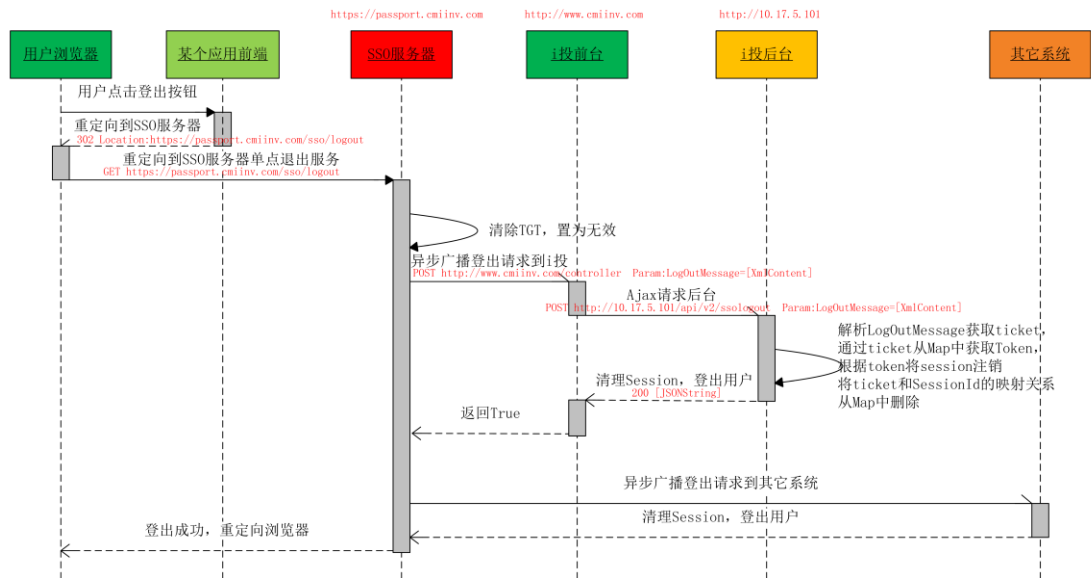 https://passport.cmiinv.com
http://www.cmiinv.com
http://10.17.5.101
用户浏览器
某个应用前端
SSO服务器
i投前台
i投后台
其它系统
用户点击登出按钮
重定向到SSO服务器
302 Location:https://passport.cmiinv.com/sso/logout
重定向到SSO服务器单点退出服务
GET https://passport.cmiinv.com/sso/logout
清除TGT，置为无效
异步广播登出请求到i投
POST http://www.cmiinv.com/controller  Param:LogOutMessage=[XmlContent]
Ajax请求后台
POST http://10.17.5.101/api/v2/ssologout  Param:LogOutMessage=[XmlContent]
解析LogOutMessage获取ticket，
通过ticket从Map中获取Token，
根据token将session注销
将ticket和SessionId的映射关系
从Map中删除
清理Session，登出用户
200 [JSONString]
返回True
异步广播登出请求到其它系统
清理Session，登出用户
登出成功，重定向浏览器